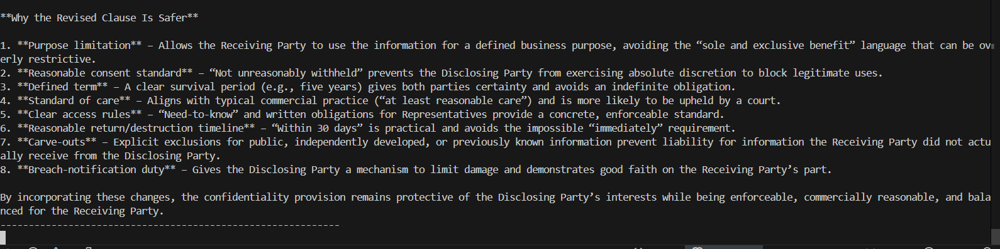 **Why the Revised Clause Is Safer**
1. **Purpose limitation** – Allows the Receiving Party to use the information for a defined business purpose, avoiding the “sole and exclusive benefit” language that can be ov
erly restrictive.
2. **Reasonable consent standard** – “Not unreasonably withheld” prevents the Disclosing Party from exercising absolute discretion to block legitimate uses.
3. **Defined term** – A clear survival period (e.g., five years) gives both parties certainty and avoids an indefinite obligation.
4. **Standard of care** – Aligns with typical commercial practice (“at least reasonable care”) and is more likely to be upheld by a court.
5. **Clear access rules** – “Need-to-know” and written obligations for Representatives provide a concrete, enforceable standard.
6. **Reasonable return/destruction timeline** – “Within 30 days” is practical and avoids the impossible “immediately” requirement.
7. **Carve-outs** – Explicit exclusions for public, independently developed, or previously known information prevent liability for information the Receiving Party did not actu
ally receive from the Disclosing Party.
8. **Breach-notification duty** – Gives the Disclosing Party a mechanism to limit damage and demonstrates good faith on the Receiving Party’s part.
By incorporating these changes, the confidentiality provision remains protective of the Disclosing Party’s interests while being enforceable, commercially reasonable, and bala
nced for the Receiving Party.
------------------------------------------------------------